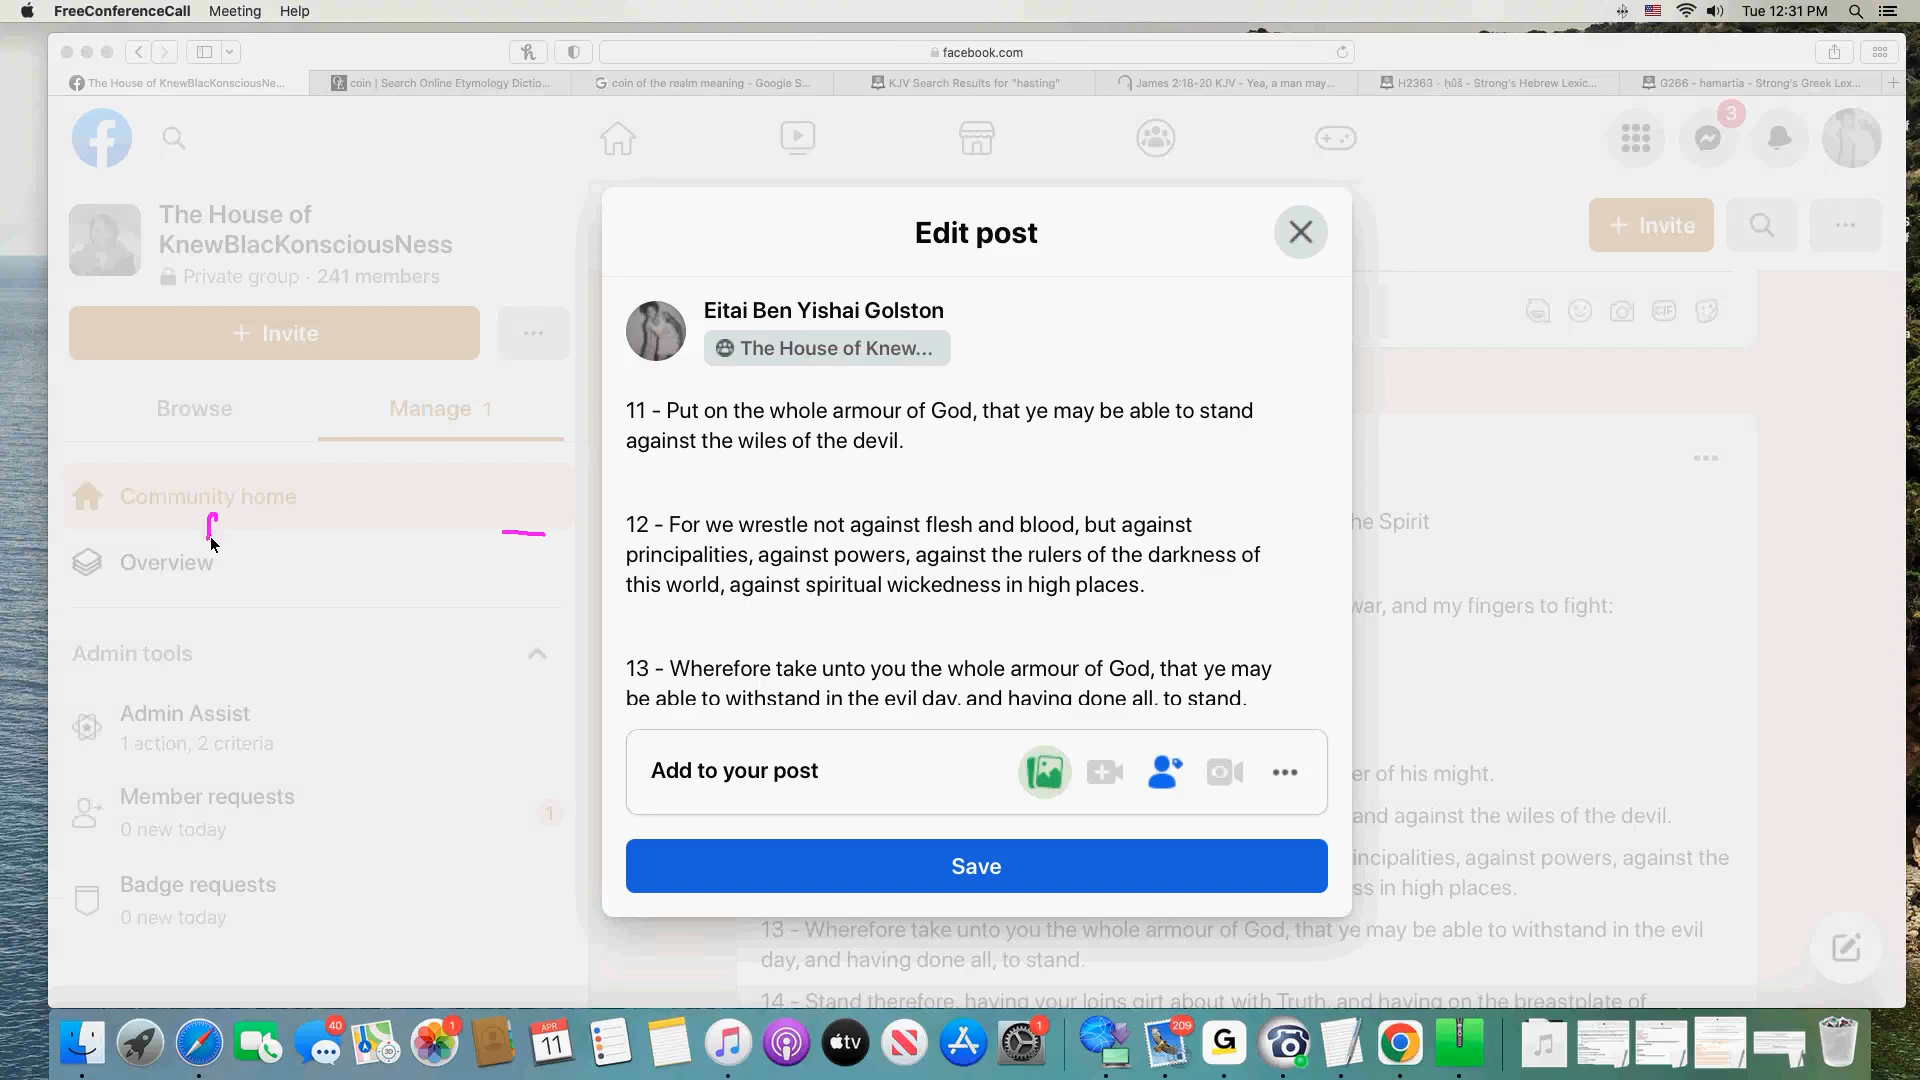 FreeConferenceCall Meeting Help
Tue 12:31 PM
facebook.com
The House of KnewBlacKonsciousNe...
coin | Search Online Etymology Dictio...
coin of the realm meaning - Google S...
KJV Search Results for "hasting"
James 2:18-20 KJV - Yea, a man may...
H2363 - ḥûš - Strong's Hebrew Lexic...
G266 - hamartia - Strong's Greek Lex...
3
The House of
KnewBlacKonsciousNess
Private group · 241 members
+ Invite
+ Invite
Browse
Manage 1
Community home
Overview
Admin tools
Admin Assist
1 action, 2 criteria
Member requests
0 new today
1
Badge requests
0 new today
Edit post
Eitai Ben Yishai Golston
The House of Knew...
11 - Put on the whole armour of God, that ye may be able to stand
against the wiles of the devil.
12 - For we wrestle not against flesh and blood, but against
principalities, against powers, against the rulers of the darkness of
this world, against spiritual wickedness in high places.
13 - Wherefore take unto you the whole armour of God, that ye may
be able to withstand in the evil day, and having done all, to stand.
Add to your post
Save
GIF
he Spirit
war, and my fingers to fight:
er of his might.
and against the wiles of the devil.
incipalities, against powers, against the
ss in high places.
13 - Wherefore take unto you the whole armour of God, that ye may be able to withstand in the evil
day, and having done all, to stand.
14 - Stand therefore, having your loins girt about with Truth, and having on the breastplate of
40
3D
1
APR
11
tv
1
209
G